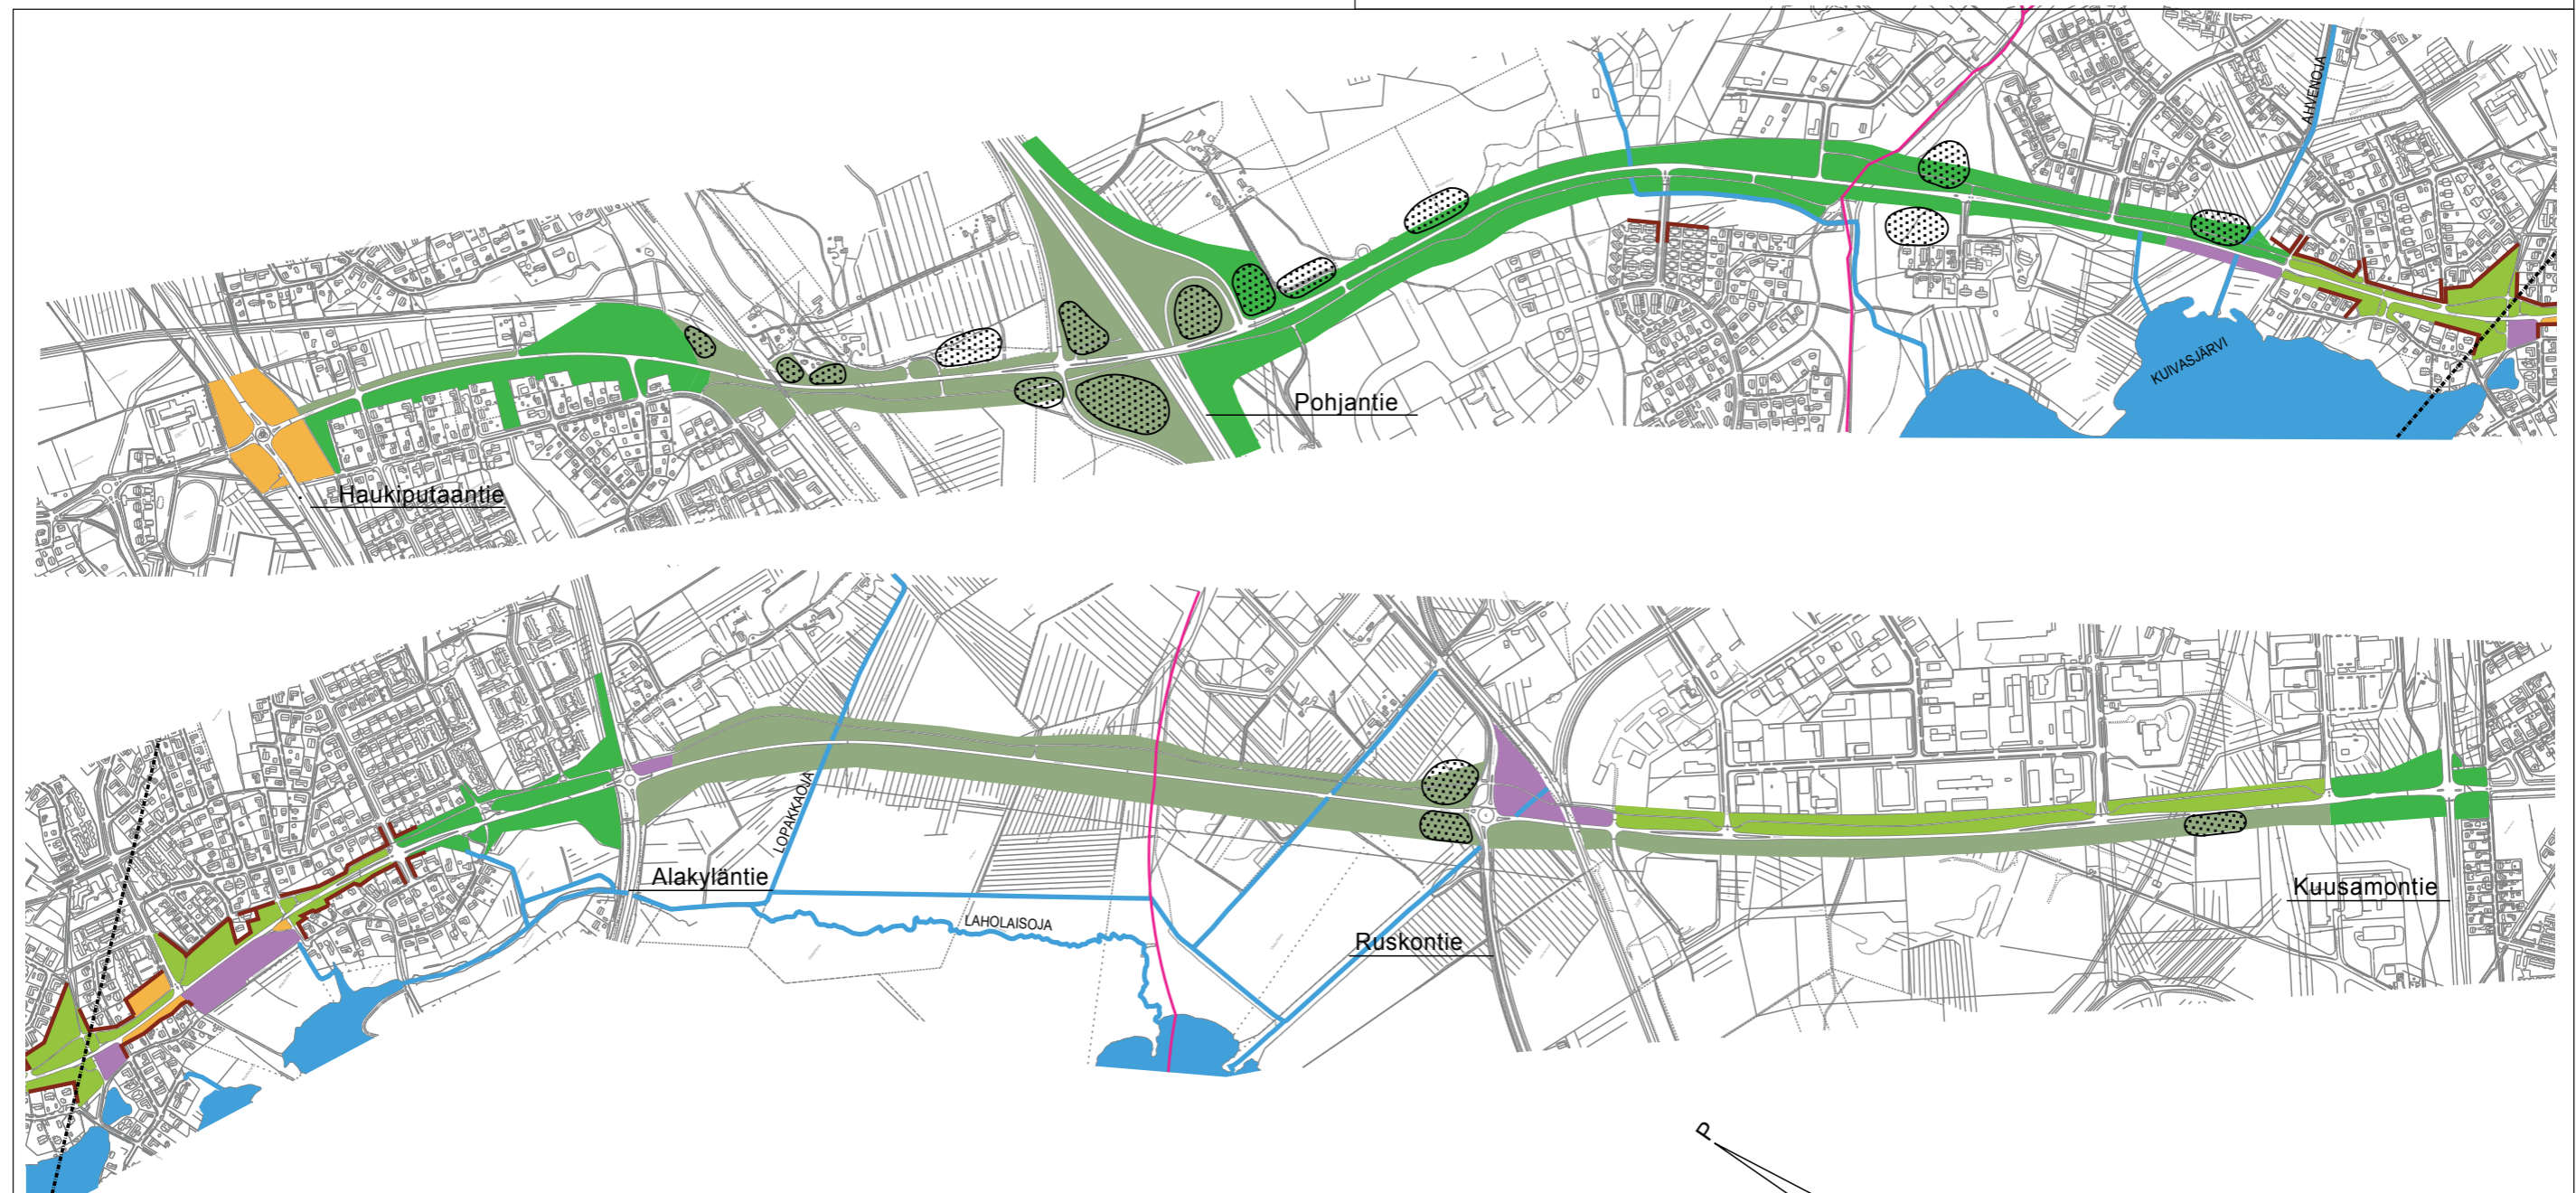 AHVENOJA
KUIVASJÄRVI
Pohjantie
Haukiputaantie
LOPAKKAOJA
Alakyläntie
LAHOLAISOJA
Ruskontie
Kuusamontie
P